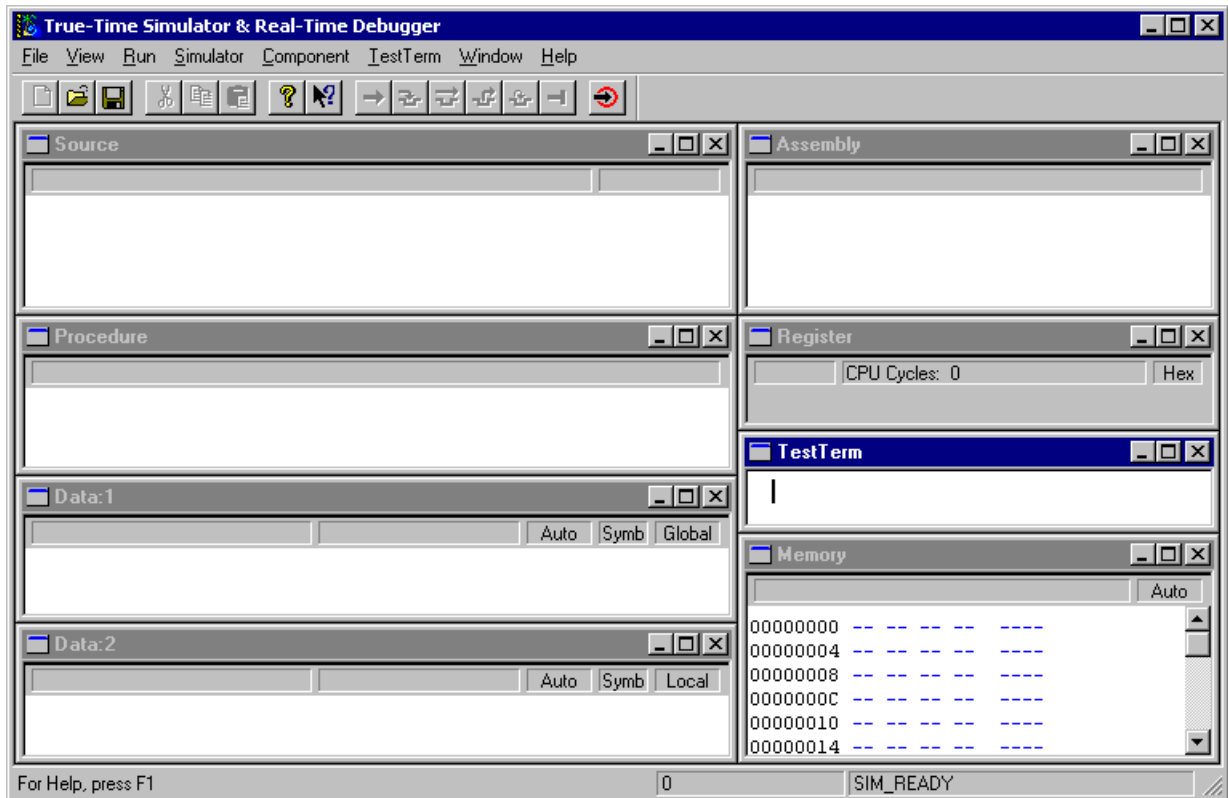 True-Time Simulator & Real-Time Debugger
File View Run Simulator Component TestTerm Window Help
Source
Assembly
Procedure
Register
CPU Cycles: 0 Hex
TestTerm
Data:1
Auto Symb Global
Memory
Auto
00000000 -- -- -- -- ----
00000004 -- -- -- -- ----
00000008 -- -- -- -- ----
0000000C -- -- -- -- ----
00000010 -- -- -- -- ----
00000014 -- -- -- -- ----
Data:2
Auto Symb Local
For Help, press F1 0 SIM_READY